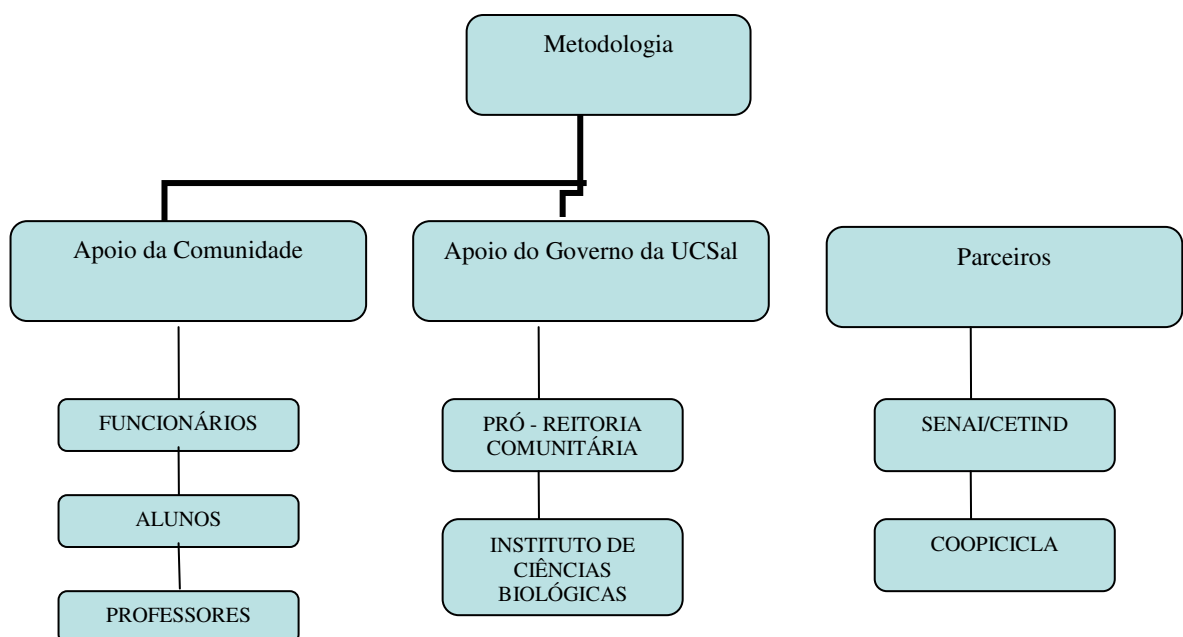 Metodologia
Apoio da Comunidade
Apoio do Governo da UCSal
Parceiros
FUNCIONÁRIOS
PRÓ - REITORIA
COMUNITÁRIA
SENAI/CETIND
ALUNOS
INSTITUTO DE
CIÊNCIAS
BIOLÓGICAS
COOPICICLA
PROFESSORES